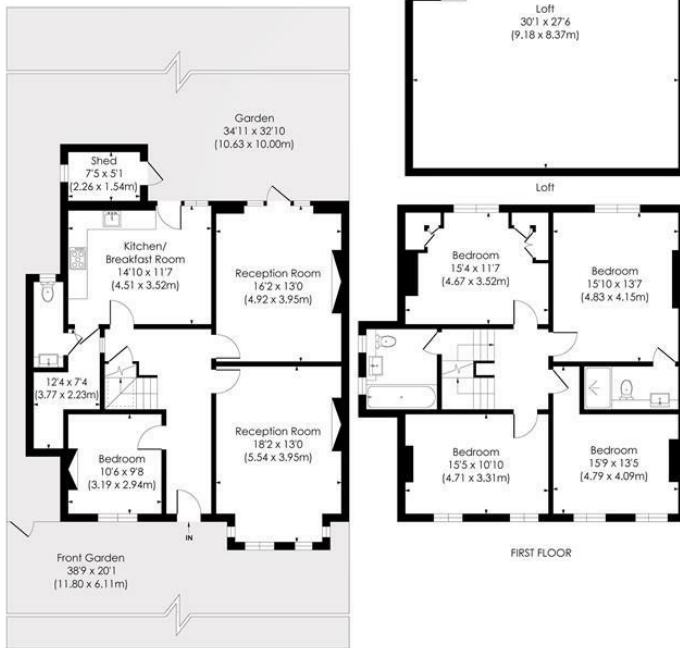 Loft
30'1 x 27'6
(9.18 x 8.37m)
Loft
Garden
34'11 x 32'10
(10.63 x 10.00m)
Shed
7'5 x 5'1
(2.26 x 1.54m)
Kitchen/
Breakfast Room
14'10 x 11'7
(4.51 x 3.52m)
Reception Room
16'2 x 13'0
(4.92 x 3.95m)
12'4 x 7'4
(3.77 x 2.23m)
Bedroom
10'6 x 9'8
(3.19 x 2.94m)
Reception Room
18'2 x 13'0
(5.54 x 3.95m)
IN
Front Garden
38'9 x 20'1
(11.80 x 6.11m)
Bedroom
15'4 x 11'7
(4.67 x 3.52m)
Bedroom
15'10 x 13'7
(4.83 x 4.15m)
Bedroom
15'5 x 10'10
(4.71 x 3.31m)
Bedroom
15'9 x 13'5
(4.79 x 4.09m)
FIRST FLOOR